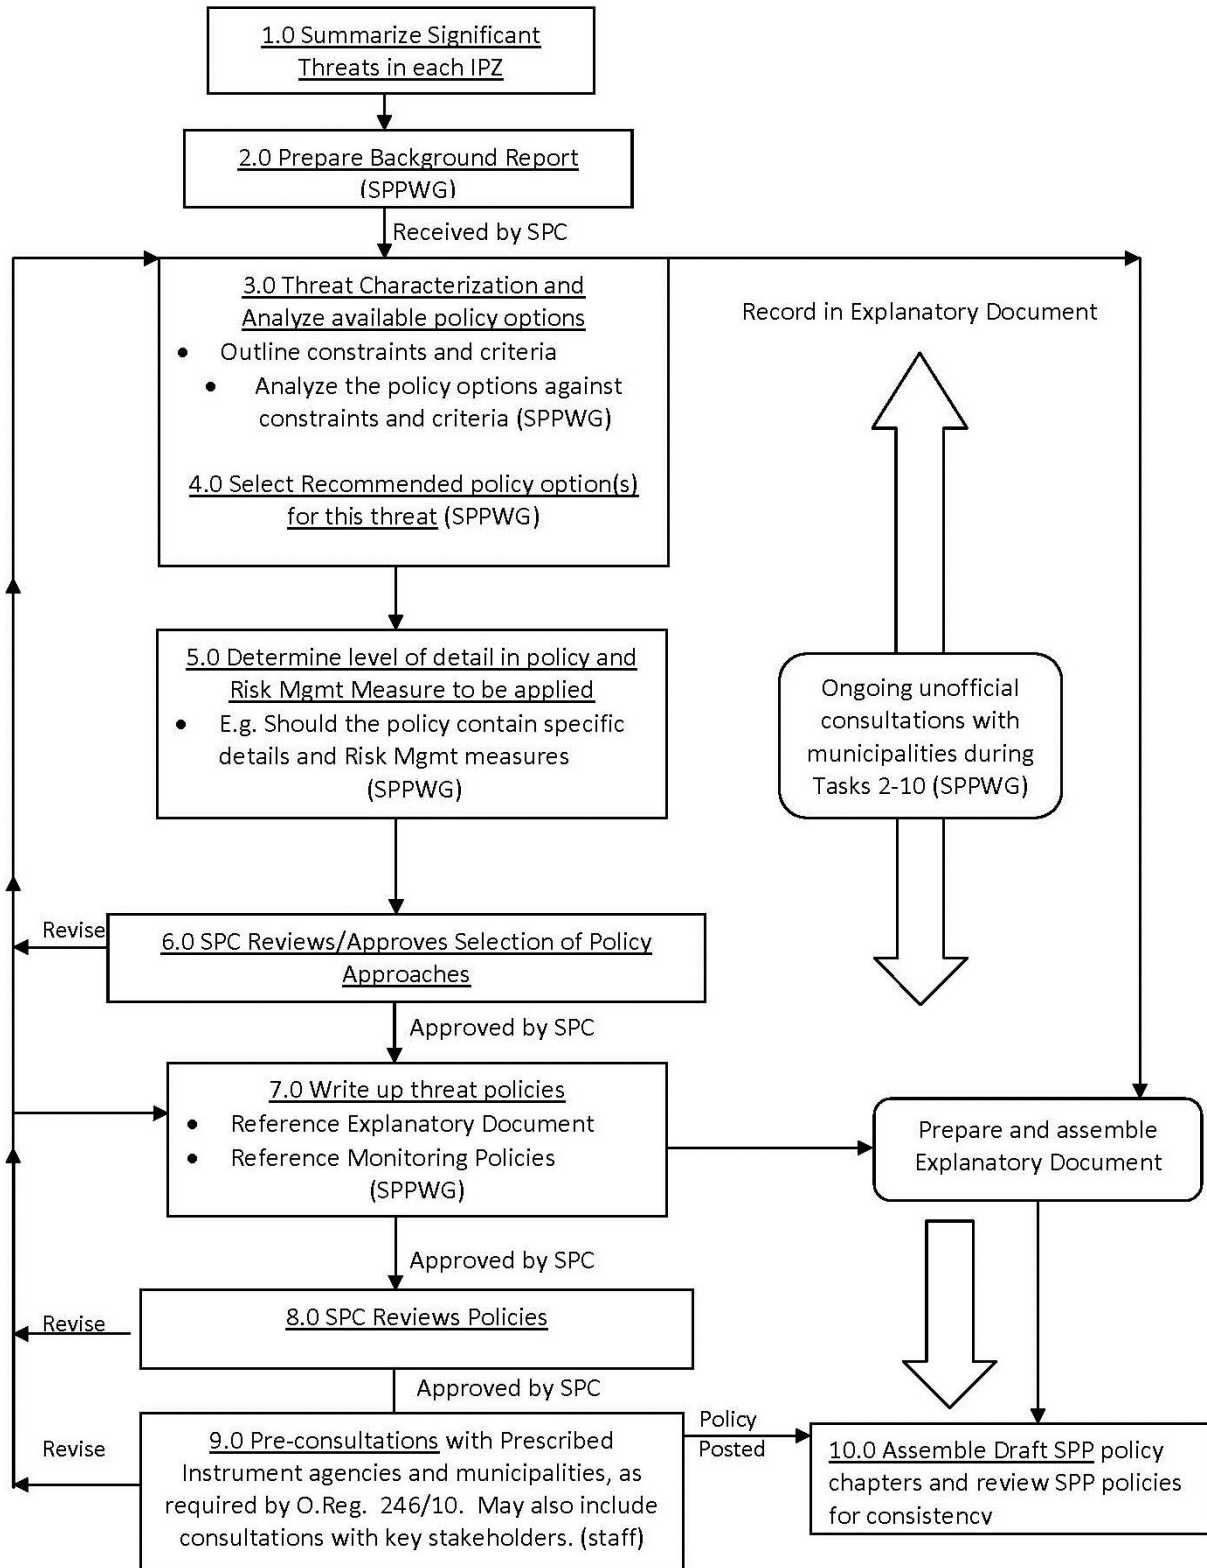 1.0 Summarize Significant
Threats in each IPZ
2.0 Prepare Background Report
(SPPWG)
Received by SPC
3.0 Threat Characterization and
Analyze available policy options
• Outline constraints and criteria
• Analyze the policy options against
constraints and criteria (SPPWG)
4.0 Select Recommended policy option(s)
for this threat (SPPWG)
Record in Explanatory Document
5.0 Determine level of detail in policy and
Risk Mgmt Measure to be applied
• E.g. Should the policy contain specific
details and Risk Mgmt measures
(SPPWG)
Ongoing unofficial
consultations with
municipalities during
Tasks 2-10 (SPPWG)
Revise
6.0 SPC Reviews/Approves Selection of Policy
Approaches
Approved by SPC
7.0 Write up threat policies
• Reference Explanatory Document
• Reference Monitoring Policies
(SPPWG)
Prepare and assemble
Explanatory Document
Approved by SPC
Revise
8.0 SPC Reviews Policies
Approved by SPC
Revise
9.0 Pre-consultations with Prescribed
Instrument agencies and municipalities, as
required by O.Reg. 246/10. May also include
consultations with key stakeholders. (staff)
Policy
Posted
10.0 Assemble Draft SPP policy
chapters and review SPP policies
for consistency